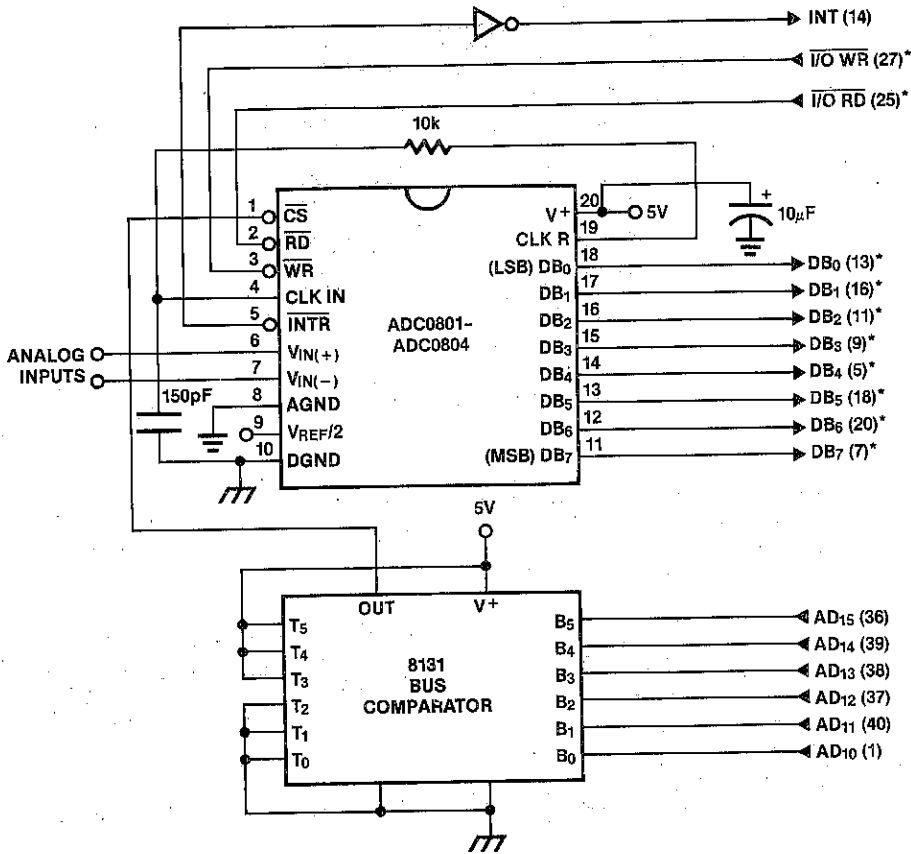 INT (14)
I/O WR (27)*
I/O RD (25)*
10k
1 CS
2 RD
3 WR
4 CLK IN
5 INTR
6 VIN(+)
7 VIN(–)
8 AGND
9 VREF/2
10 DGND
ANALOG
INPUTS
150pF
ADC0801-
ADC0804
V+ 20
5V
+
10μF
CLK R 19
(LSB) DB0 18
DB1 17
DB2 16
DB3 15
DB4 14
DB5 13
DB6 12
(MSB) DB7 11
DB0 (13)*
DB1 (16)*
DB2 (11)*
DB3 (9)*
DB4 (5)*
DB5 (18)*
DB6 (20)*
DB7 (7)*
5V
OUT V+
T5
T4
T3
T2
T1
T0
8131
BUS
COMPARATOR
B5
B4
B3
B2
B1
B0
AD15 (36)
AD14 (39)
AD13 (38)
AD12 (37)
AD11 (40)
AD10 (1)